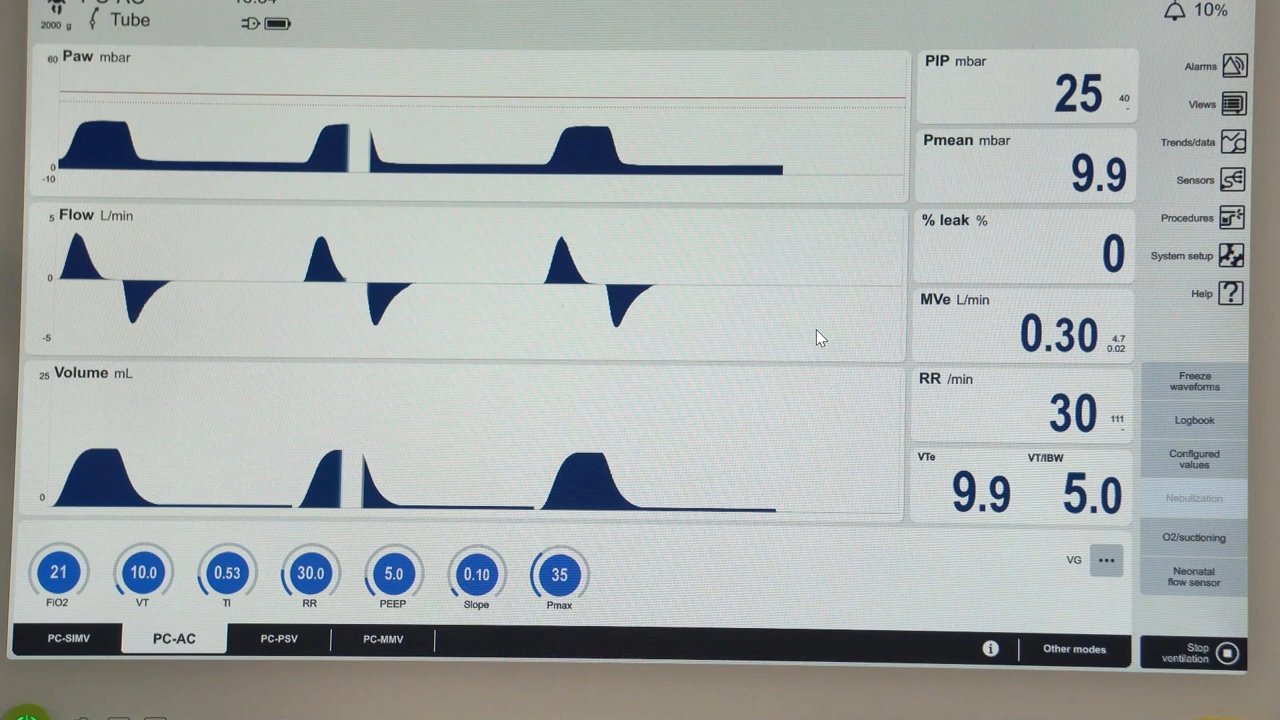 2000 g
Tube
10%
60 Paw mbar
0
-10
5 Flow L/min
0
-5
25 Volume mL
0
PIP mbar
25 40
-
Pmean mbar
9.9
% leak %
0
MVe L/min
0.30 4.7
0.02
RR /min
30 111
-
VTe VT/IBW
9.9 5.0
VG ...
Alarms
Views
Trends/data
Sensors
Procedures
System setup
Help ?
Freeze
waveforms
Logbook
Configured
values
Nebulization
O2/suctioning
Neonatal
flow sensor
21 10.0 0.53 30.0 5.0 0.10 35
FiO2 VT TI RR PEEP Slope Pmax
PC-SIMV PC-AC PC-PSV PC-MMV i Other modes
Stop
ventilation